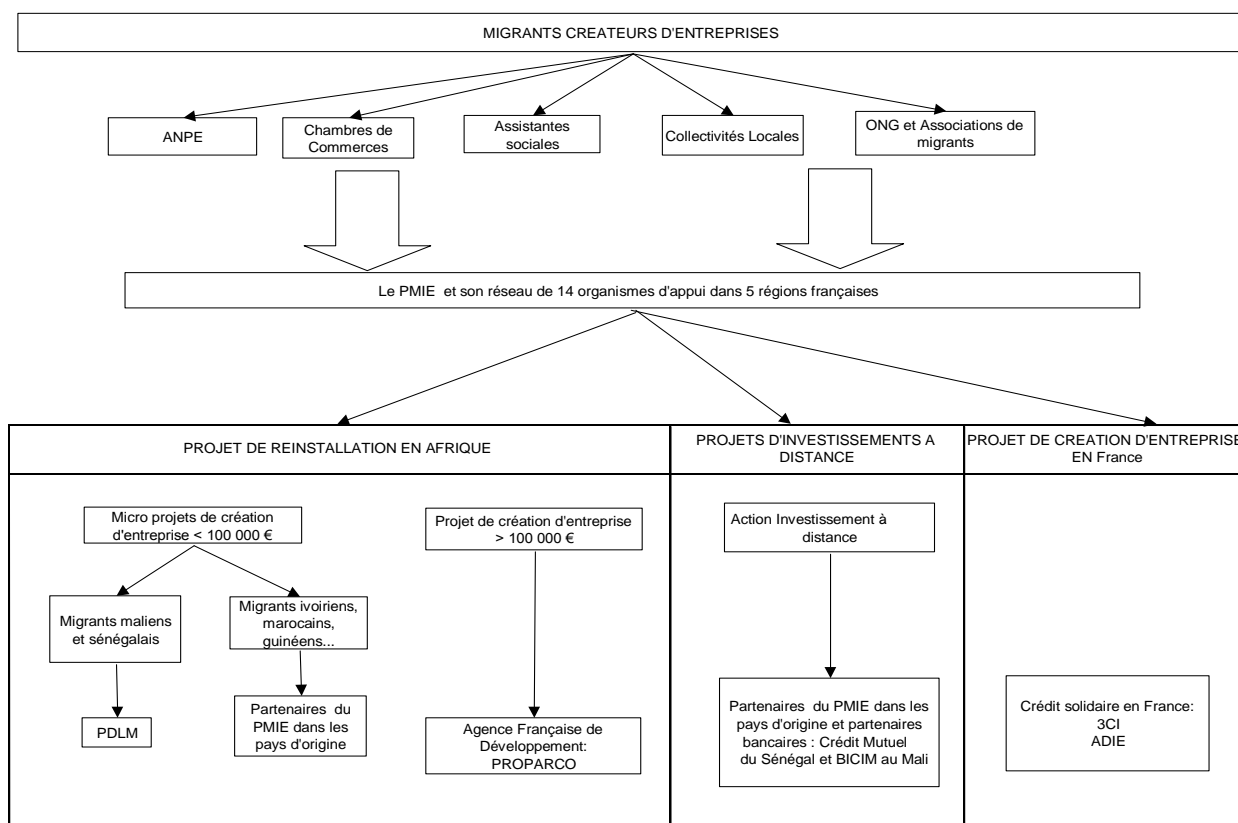 MIGRANTS CREATEURS D'ENTREPRISES
ANPE
Chambres de
Commerces
Assistantes
sociales
Collectivités Locales
ONG et Associations de
migrants
Le PMIE et son réseau de 14 organismes d'appui dans 5 régions françaises
PROJET DE REINSTALLATION EN AFRIQUE
PROJETS D'INVESTISSEMENTS A
DISTANCE
PROJET DE CREATION D'ENTREPRISE
EN France
Micro projets de création
d'entreprise < 100 000 €
Projet de création d'entreprise
> 100 000 €
Action Investissement à
distance
Migrants maliens
et sénégalais
Migrants ivoiriens,
marocains,
guinéens...
PDLM
Partenaires du
PMIE dans les
pays d'origine
Agence Française de
Développement:
PROPARCO
Partenaires du PMIE dans les
pays d'origine et partenaires
bancaires : Crédit Mutuel
du Sénégal et BICIM au Mali
Crédit solidaire en France:
3CI
ADIE